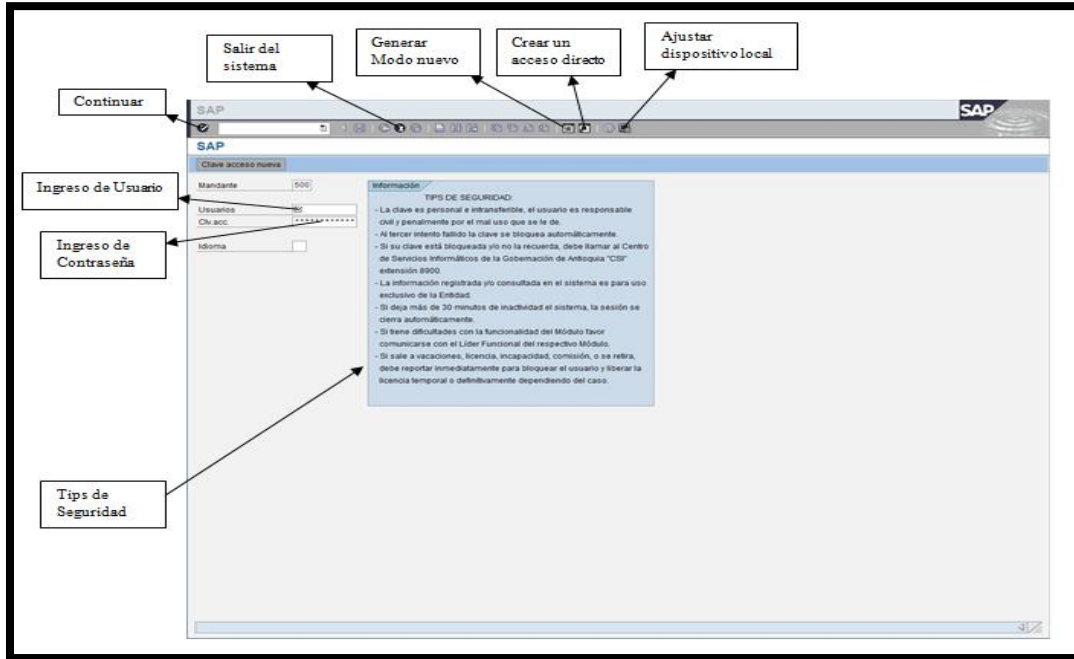 Salir del
sistema
Generar
Modo nuevo
Crear un
acceso directo
Ajustar
dispositivo local
Continuar
SAP
SAP
SAP
Clave acceso nueva
Ingreso de Usuario
Mandante 500
Usuarios
Clv.acc. ************
Idioma
Ingreso de
Contraseña
Información
TIPS DE SEGURIDAD:
- La clave es personal e intransferible, el usuario es responsable
civil y penalmente por el mal uso que se le de.
- Al tercer intento fallido la clave se bloquea automáticamente.
- Si su clave está bloqueada y/o no la recuerda, debe llamar al Centro
de Servicios Informáticos de la Gobernación de Antioquia "CSI"
extensión 8900.
- La información registrada y/o consultada en el sistema es para uso
exclusivo de la Entidad.
- Si deja más de 30 minutos de inactividad el sistema, la sesión se
cierra automáticamente.
- Si tiene dificultades con la funcionalidad del Módulo favor
comunicarse con el Líder Funcional del respectivo Módulo.
- Si sale a vacaciones, licencia, incapacidad, comisión, o se retira,
debe reportar inmediatamente para bloquear el usuario y liberar la
licencia temporal o definitivamente dependiendo del caso.
Tips de
Seguridad